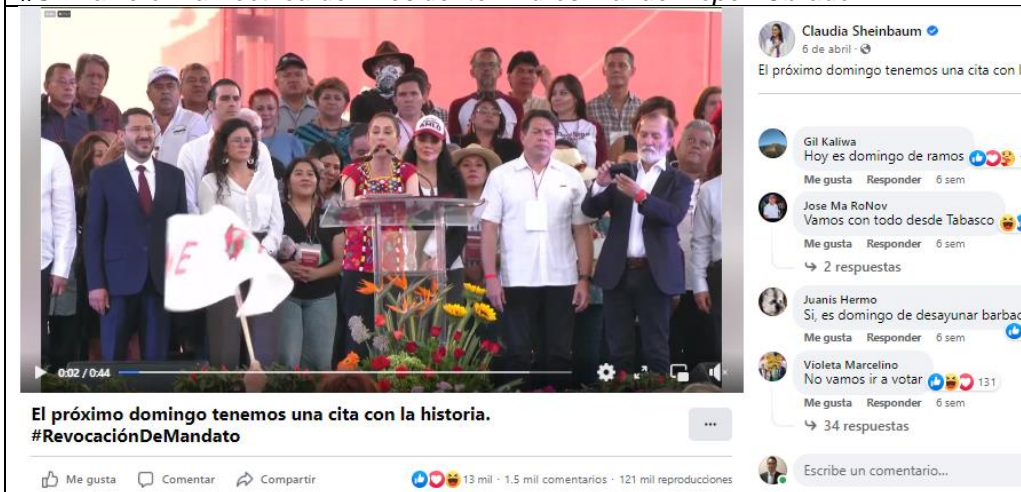 Claudia Sheinbaum
6 de abril
El próximo domingo tenemos una cita con
0:02 / 0:44
El próximo domingo tenemos una cita con la historia.
#RevocaciónDeMandato
Me gusta Comentar Compartir
13 mil · 1.5 mil comentarios · 121 mil reproducciones
Gil Kaliwa
Hoy es domingo de ramos
Me gusta Responder 6 sem
Jose Ma RoNov
Vamos con todo desde Tabasco
Me gusta Responder 6 sem
2 respuestas
Juanis Hermo
Si, es domingo de desayunar barbac
Me gusta Responder 6 sem
Violeta Marcelino
No vamos ir a votar 131
Me gusta Responder 6 sem
34 respuestas
Escribe un comentario...